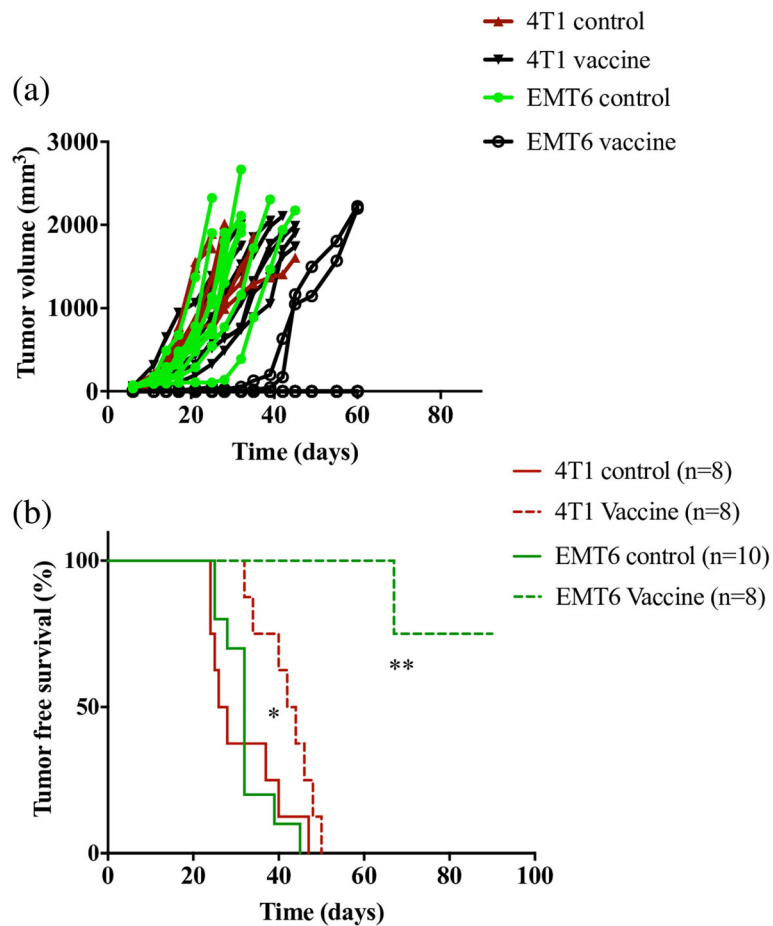 4T1 control
4T1 vaccine
EMT6 control
EMT6 vaccine
(a)
Tumor volume (mm³)
3000
2000
1000
0
0 20 40 60 80
Time (days)
4T1 control (n=8)
4T1 Vaccine (n=8)
EMT6 control (n=10)
EMT6 Vaccine (n=8)
(b)
Tumor free survival (%)
100
50
0
**
*
0 20 40 60 80 100
Time (days)